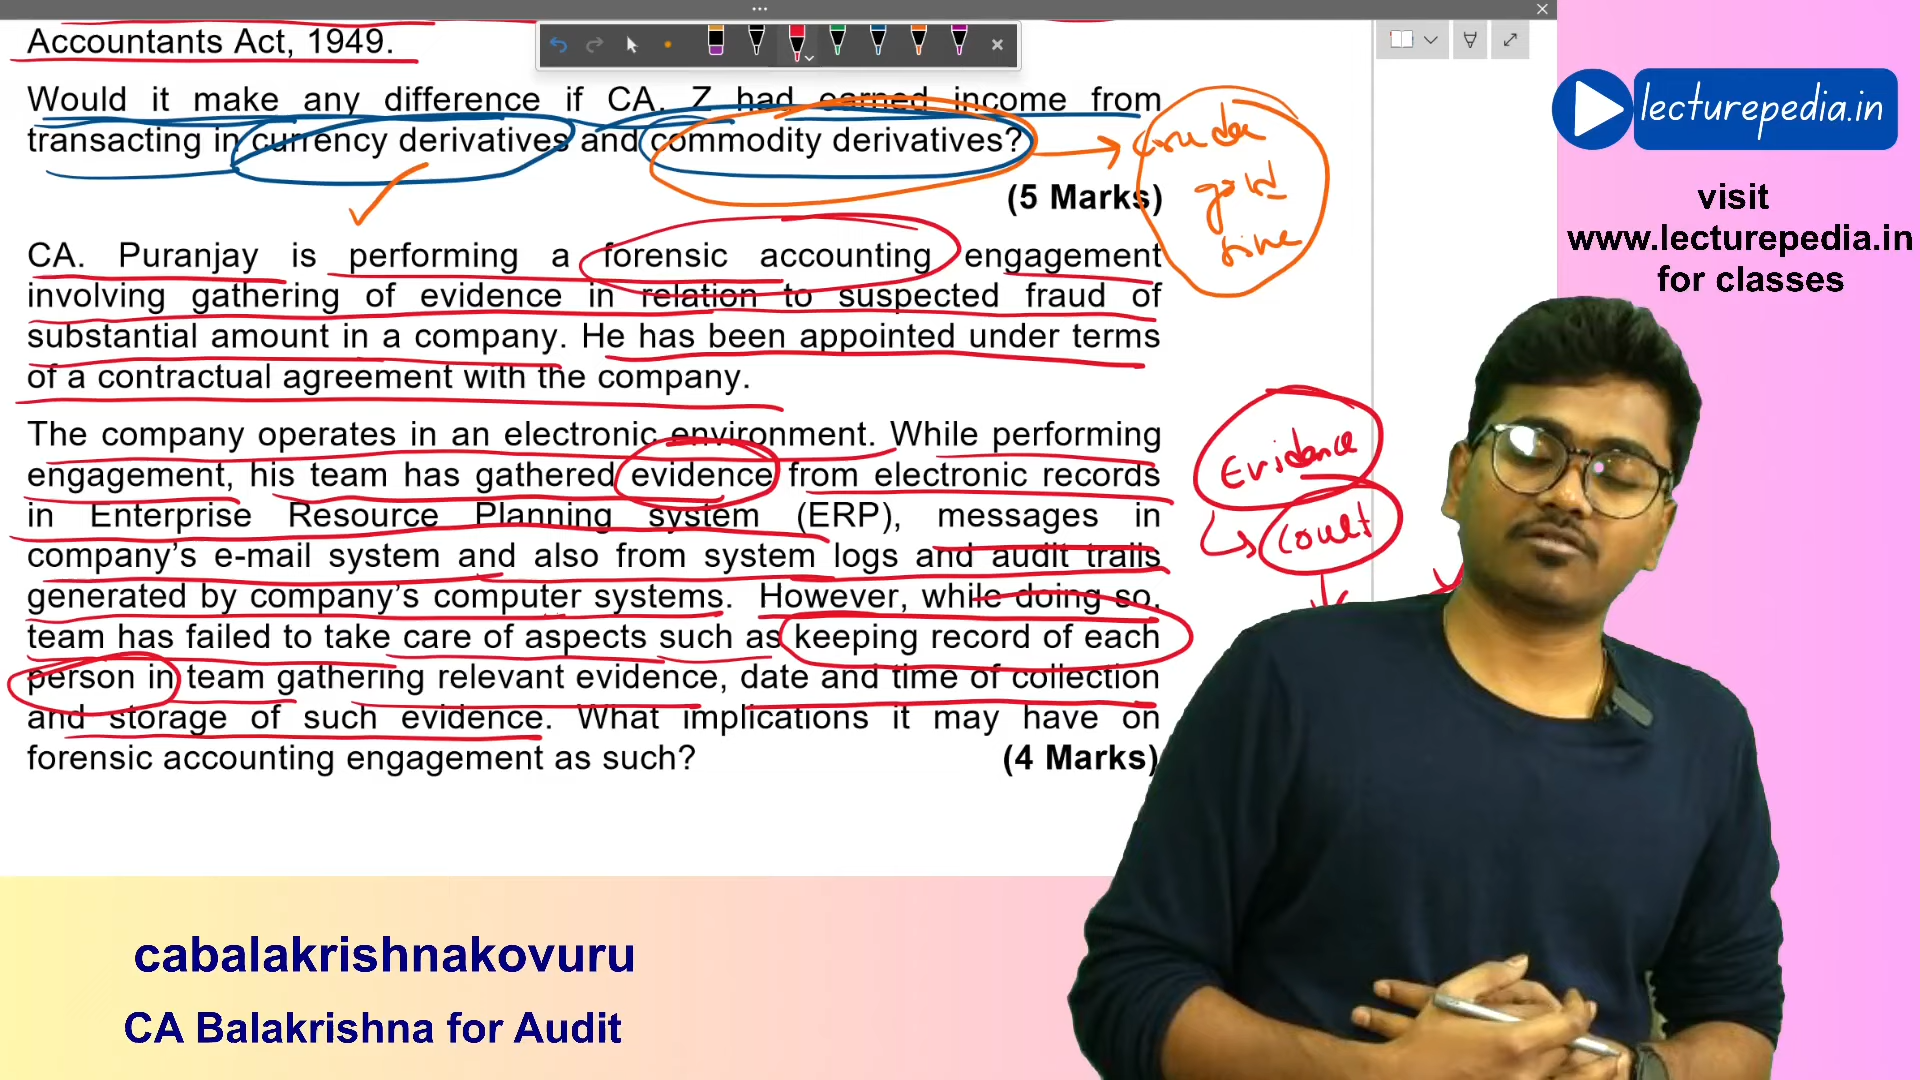 Accountants Act, 1949.
Would it make any difference if CA. Z had earned income from
transacting in currency derivatives and commodity derivatives?
crude
gold
(5 Marks)
CA. Puranjay is performing a forensic accounting engagement
involving gathering of evidence in relation to suspected fraud of
substantial amount in a company. He has been appointed under terms
of a contractual agreement with the company.
The company operates in an electronic environment. While performing
engagement, his team has gathered evidence from electronic records
in Enterprise Resource Planning system (ERP), messages in
company's e-mail system and also from system logs and audit trails
generated by company's computer systems. However, while doing so,
team has failed to take care of aspects such as keeping record of each
person in team gathering relevant evidence, date and time of collection
and storage of such evidence. What implications it may have on
forensic accounting engagement as such?
(4 Marks)
Evidence
Court
lecturepedia.in
visit
www.lecturepedia.in
for classes
cabalakrishnakovuru
CA Balakrishna for Audit